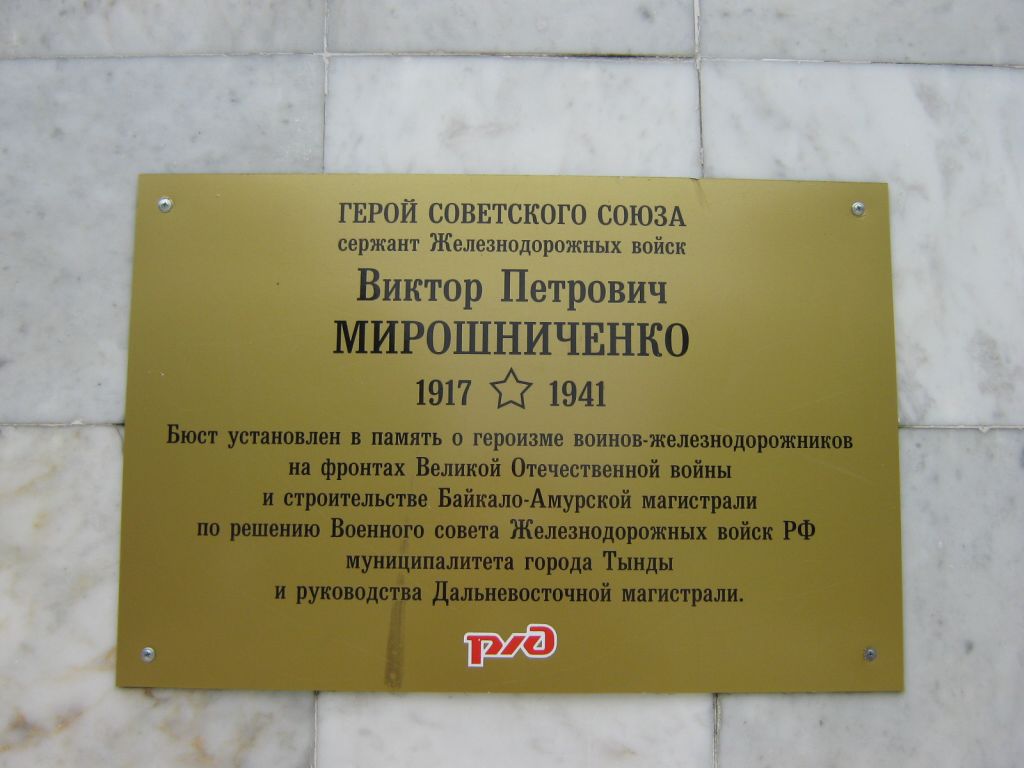 ГЕРОЙ СОВЕТСКОГО СОЮЗА
сержант Железнодорожных войск
Виктор Петрович
МИРОШНИЧЕНКО
1917 ☆ 1941
Бюст установлен в память о героизме воинов-железнодорожников
на фронтах Великой Отечественной войны
и строительстве Байкало-Амурской магистрали
по решению Военного совета Железнодорожных войск РФ
муниципалитета города Тынды
и руководства Дальневосточной магистрали.
ржд